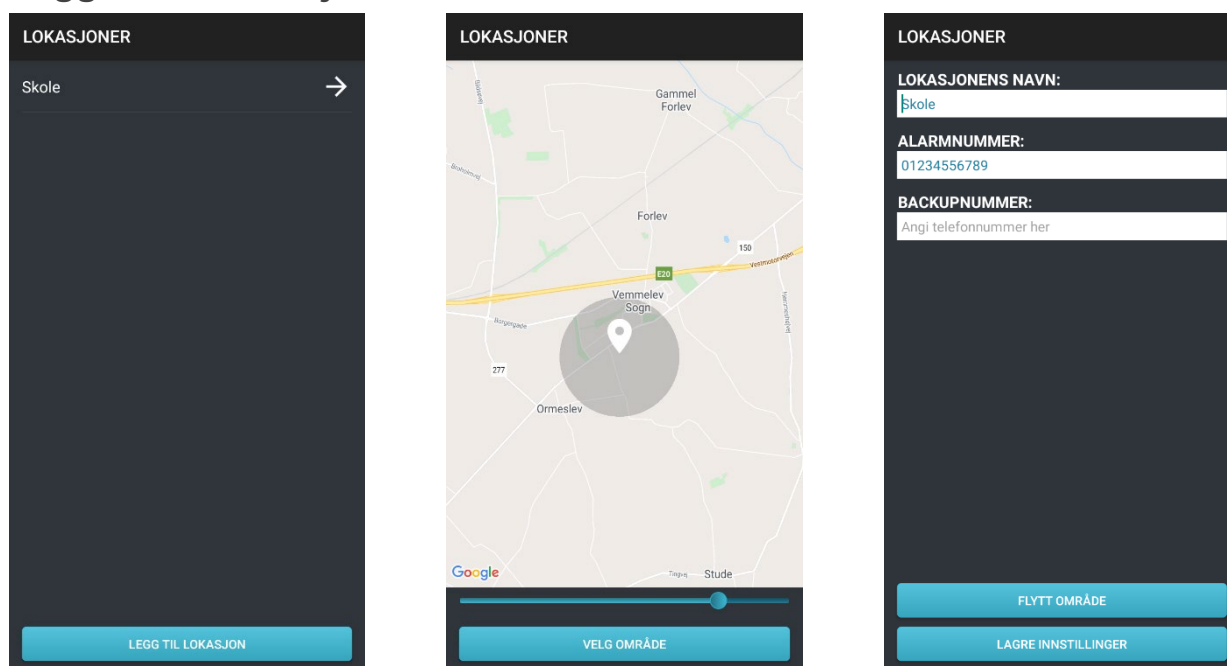 LOKASJONER
Skole
LEGG TIL LOKASJON
LOKASJONER
Gammel
Forlev
Forlev
150
E20
Vemmelev
Sogn
277
Ormeslev
Google
Stude
VELG OMRÅDE
LOKASJONER
LOKASJONENS NAVN:
Skole
ALARMNUMMER:
01234556789
BACKUPNUMMER:
Angi telefonnummer her
FLYTT OMRÅDE
LAGRE INNSTILLINGER